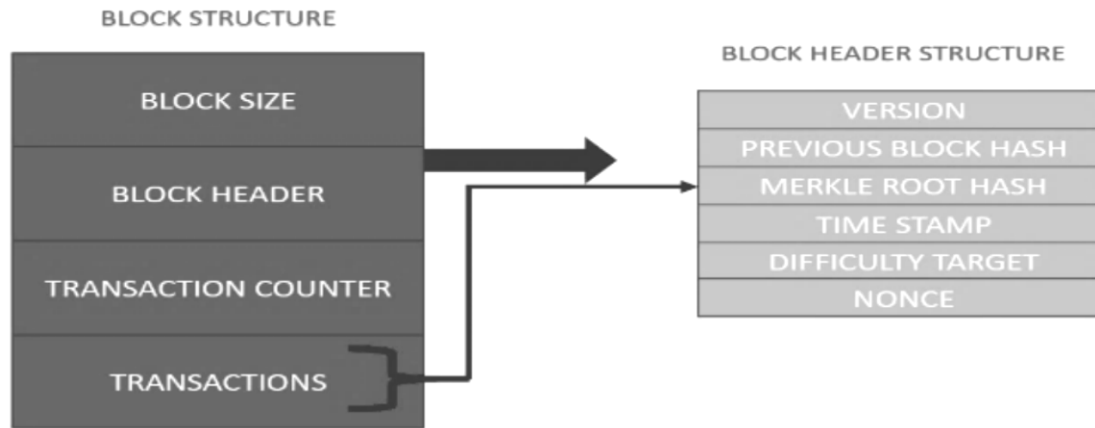 BLOCK STRUCTURE
BLOCK SIZE
BLOCK HEADER
TRANSACTION COUNTER
TRANSACTIONS
BLOCK HEADER STRUCTURE
VERSION
PREVIOUS BLOCK HASH
MERKLE ROOT HASH
TIME STAMP
DIFFICULTY TARGET
NONCE